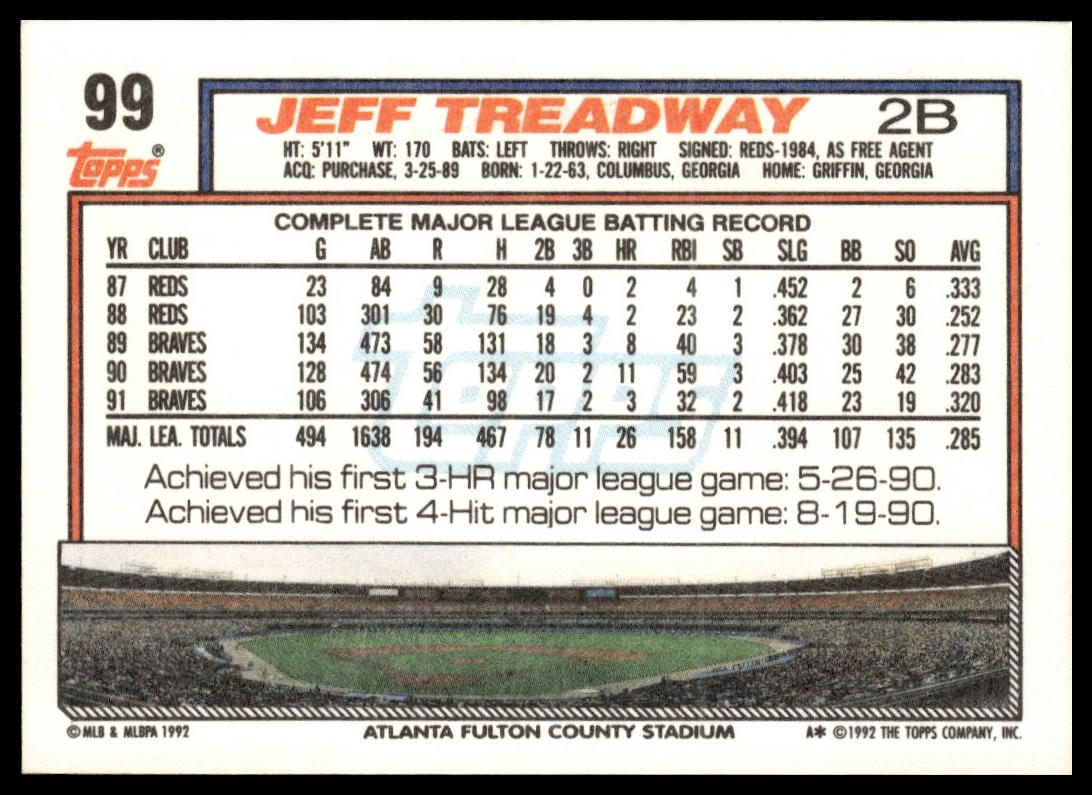 99
JEFF TREADWAY 2B
topps®
HT: 5'11" WT: 170 BATS: LEFT THROWS: RIGHT SIGNED: REDS-1984, AS FREE AGENT
ACQ: PURCHASE, 3-25-89 BORN: 1-22-63, COLUMBUS, GEORGIA HOME: GRIFFIN, GEORGIA
COMPLETE MAJOR LEAGUE BATTING RECORD
YR CLUB G AB R H 2B 3B HR RBI SB SLG BB SO AVG
87 REDS 23 84 9 28 4 0 2 4 1 .452 2 6 .333
88 REDS 103 301 30 76 19 4 2 23 2 .362 27 30 .252
89 BRAVES 134 473 58 131 18 3 8 40 3 .378 30 38 .277
90 BRAVES 128 474 56 134 20 2 11 59 3 .403 25 42 .283
91 BRAVES 106 306 41 98 17 2 3 32 2 .418 23 19 .320
MAJ. LEA. TOTALS 494 1638 194 467 78 11 26 158 11 .394 107 135 .285
topps
Achieved his first 3-HR major league game: 5-26-90.
Achieved his first 4-Hit major league game: 8-19-90.
©MLB & MLBPA 1992 ATLANTA FULTON COUNTY STADIUM A* ©1992 THE TOPPS COMPANY, INC.